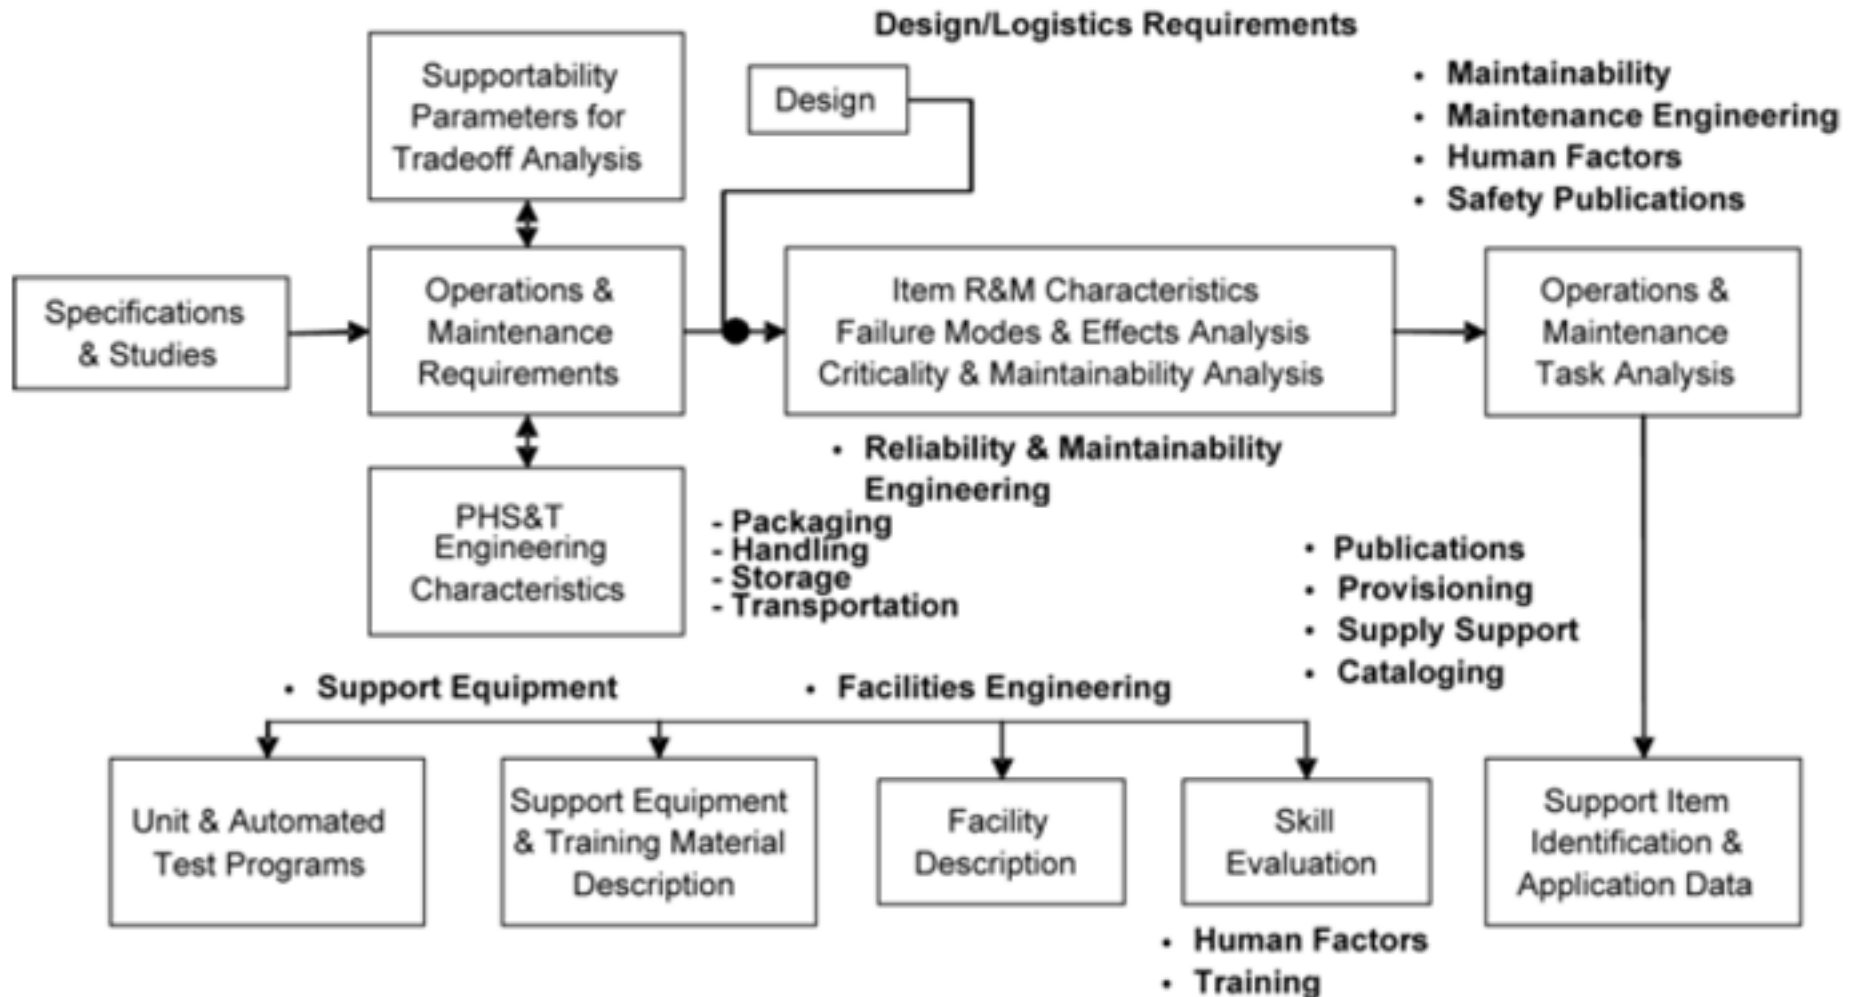 Design/Logistics Requirements
Supportability
Parameters for
Tradeoff Analysis
Design
• Maintainability
• Maintenance Engineering
• Human Factors
• Safety Publications
Specifications
& Studies
Operations &
Maintenance
Requirements
Item R&M Characteristics
Failure Modes & Effects Analysis
Criticality & Maintainability Analysis
Operations &
Maintenance
Task Analysis
• Reliability & Maintainability
Engineering
PHS&T
Engineering
Characteristics
- Packaging
- Handling
- Storage
- Transportation
• Publications
• Provisioning
• Supply Support
• Cataloging
• Support Equipment
• Facilities Engineering
Unit & Automated
Test Programs
Support Equipment
& Training Material
Description
Facility
Description
Skill
Evaluation
Support Item
Identification &
Application Data
• Human Factors
• Training